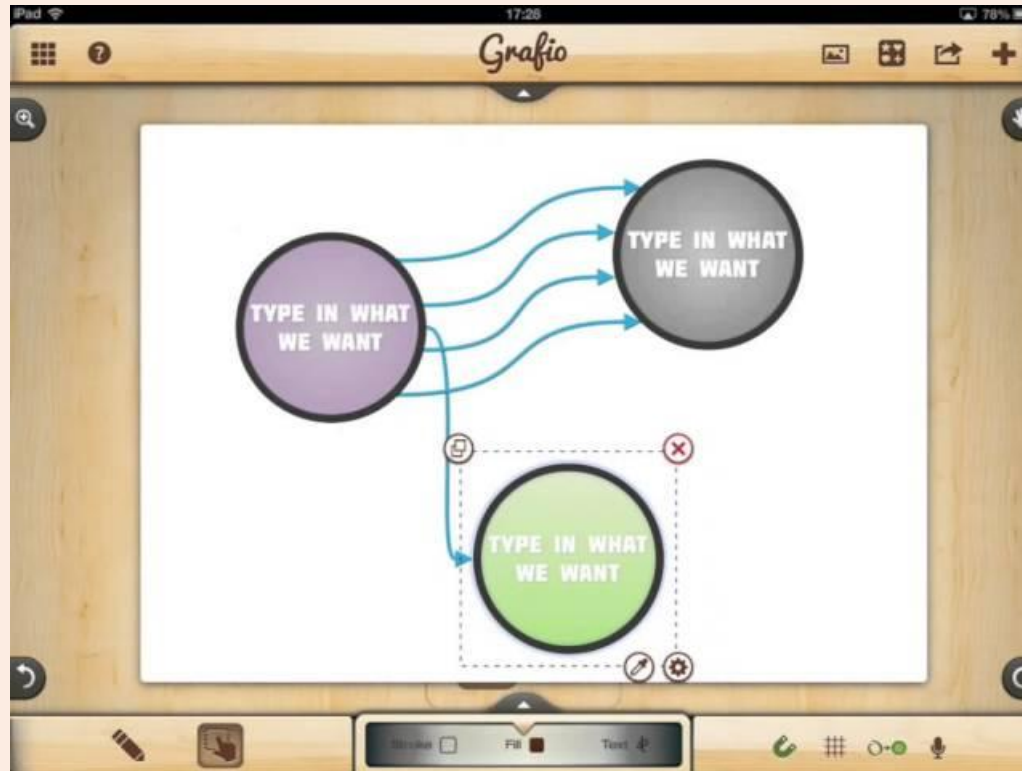 iPad 17:28 78%
Grafio
TYPE IN WHAT
WE WANT
TYPE IN WHAT
WE WANT
TYPE IN WHAT
WE WANT
Stroke Fill Text